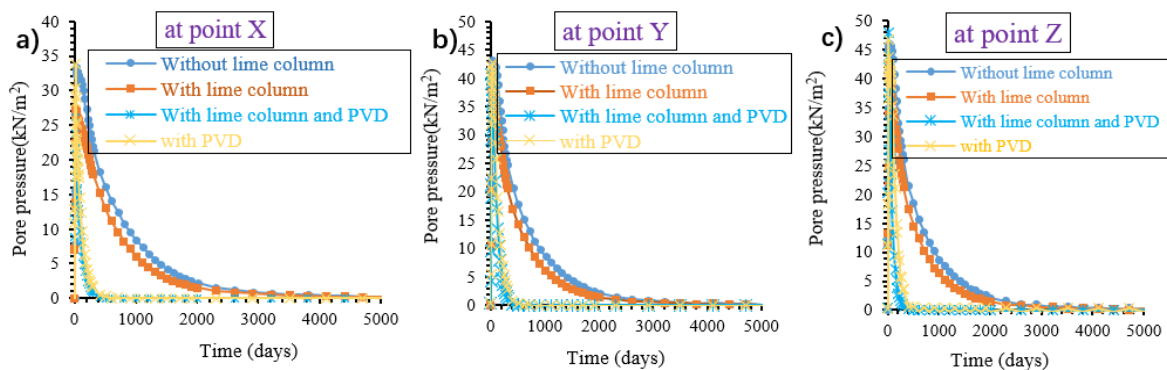 a)
at point X
Without lime column
With lime column
With lime column and PVD
with PVD
Pore pressure(kN/m²)
40
35
30
25
20
15
10
5
0
0 1000 2000 3000 4000 5000
Time (days)
b)
at point Y
Without lime column
With lime column
With lime column and PVD
with PVD
Pore pressure(kN/m²)
50
45
40
35
30
25
20
15
10
5
0
0 1000 2000 3000 4000 5000
Time (days)
c)
at point Z
Without lime column
With lime column
With lime column and PVD
with PVD
Pore pressure(kN/m²)
50
45
40
35
30
25
20
15
10
5
0
0 1000 2000 3000 4000 5000
Time (days)